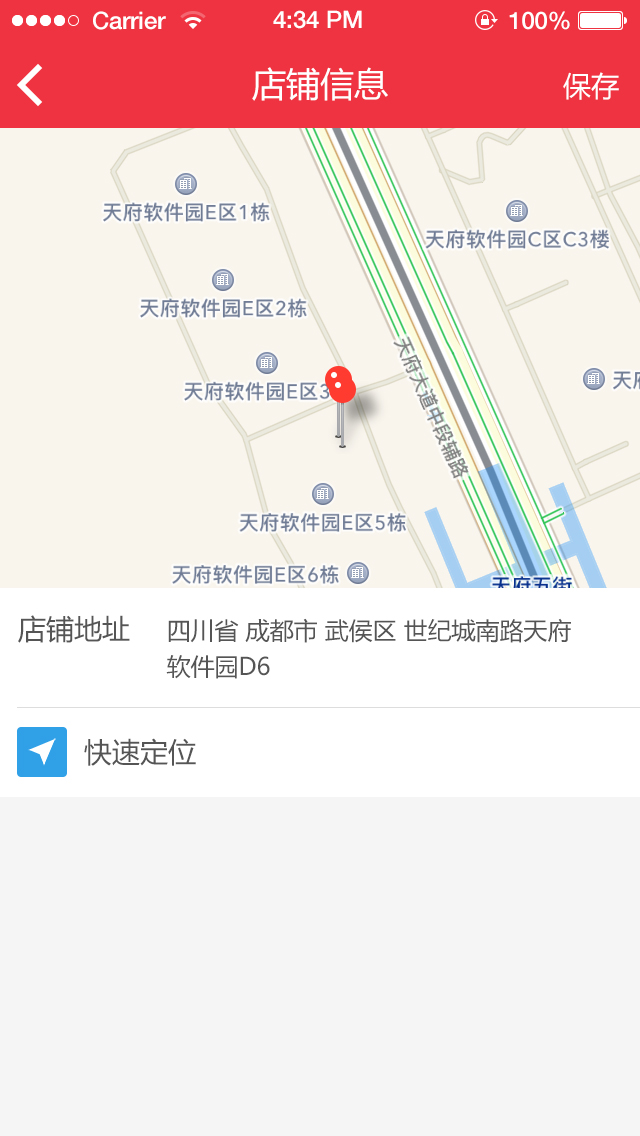 Carrier 4:34 PM 100%
店铺信息 保存
天府软件园E区1栋
天府软件园C区C3楼
天府软件园E区2栋
天府软件园E区3
天府大道中段辅路
天府软件园E区5栋
天府软件园E区6栋
天府五街
店铺地址 四川省 成都市 武侯区 世纪城南路天府
软件园D6
快速定位